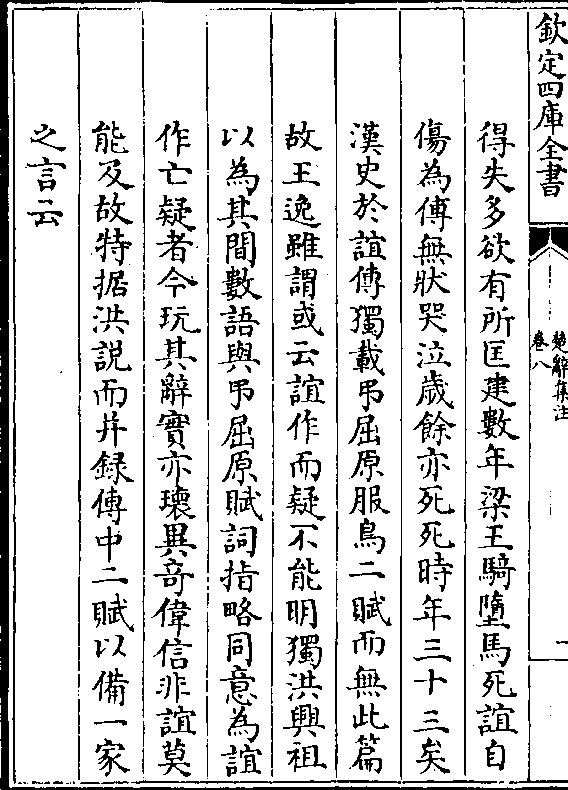 欽定四庫全書
楚辭集注
卷八
一
得失多欲有所匡建數年梁王騎墮馬死誼自
傷為傅無狀哭泣歲餘亦死死時年三十三矣
漢史於誼傳獨載弔屈原服鳥二賦而無此篇
故王逸雖謂或云誼作而疑不能明獨洪興祖
以為其間數語與弔屈原賦詞指略同意為誼
作亡疑者今玩其辭實亦瓌異竒偉信非誼莫
能及故特据洪説而并録傳中二賦以備一家
之言云